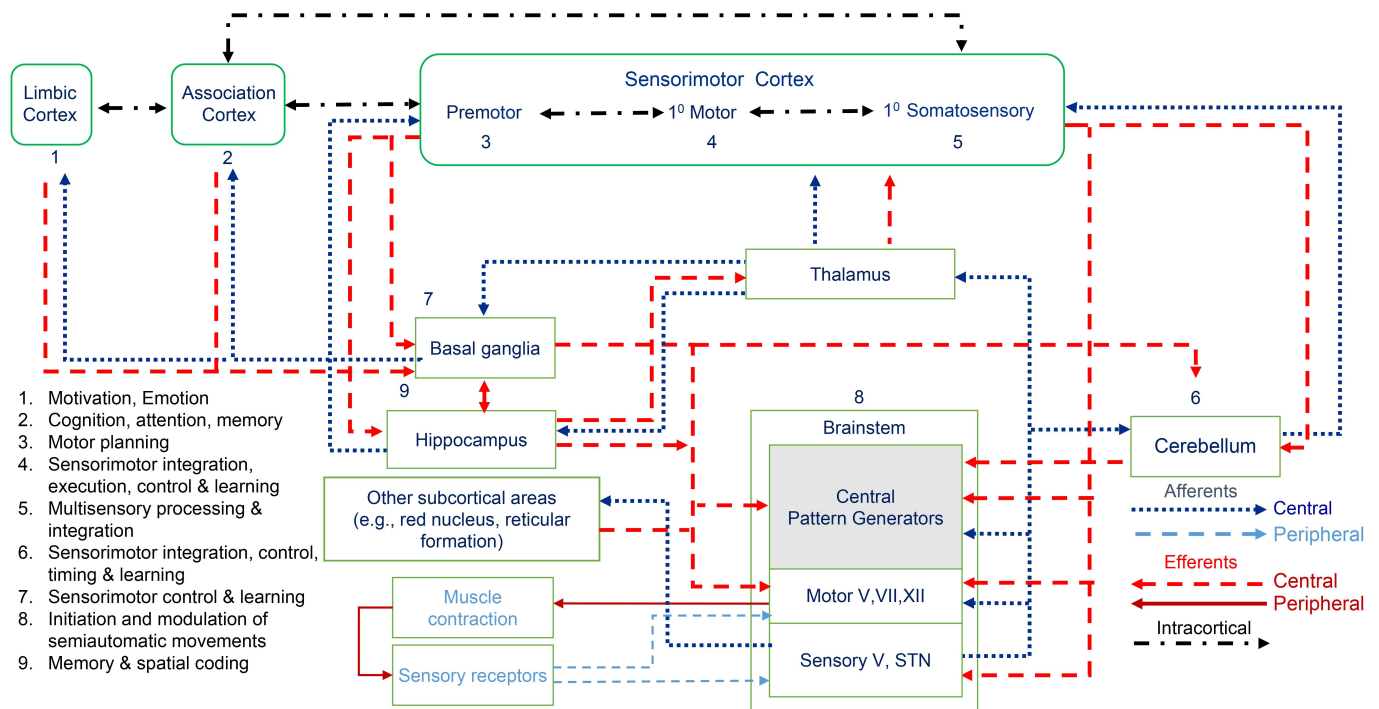 Limbic
Cortex
1
Association
Cortex
2
Sensorimotor Cortex
Premotor
1⁰ Motor
1⁰ Somatosensory
3
4
5
Thalamus
7
Basal ganglia
9
Hippocampus
8
Brainstem
6
Cerebellum
Central
Pattern Generators
Other subcortical areas
(e.g., red nucleus, reticular
formation)
Motor V,VII,XII
Muscle
contraction
Sensory V, STN
Sensory receptors
1. Motivation, Emotion
2. Cognition, attention, memory
3. Motor planning
4. Sensorimotor integration,
execution, control & learning
5. Multisensory processing &
integration
6. Sensorimotor integration, control,
timing & learning
7. Sensorimotor control & learning
8. Initiation and modulation of
semiautomatic movements
9. Memory & spatial coding
Afferents
Central
Peripheral
Efferents
Central
Peripheral
Intracortical